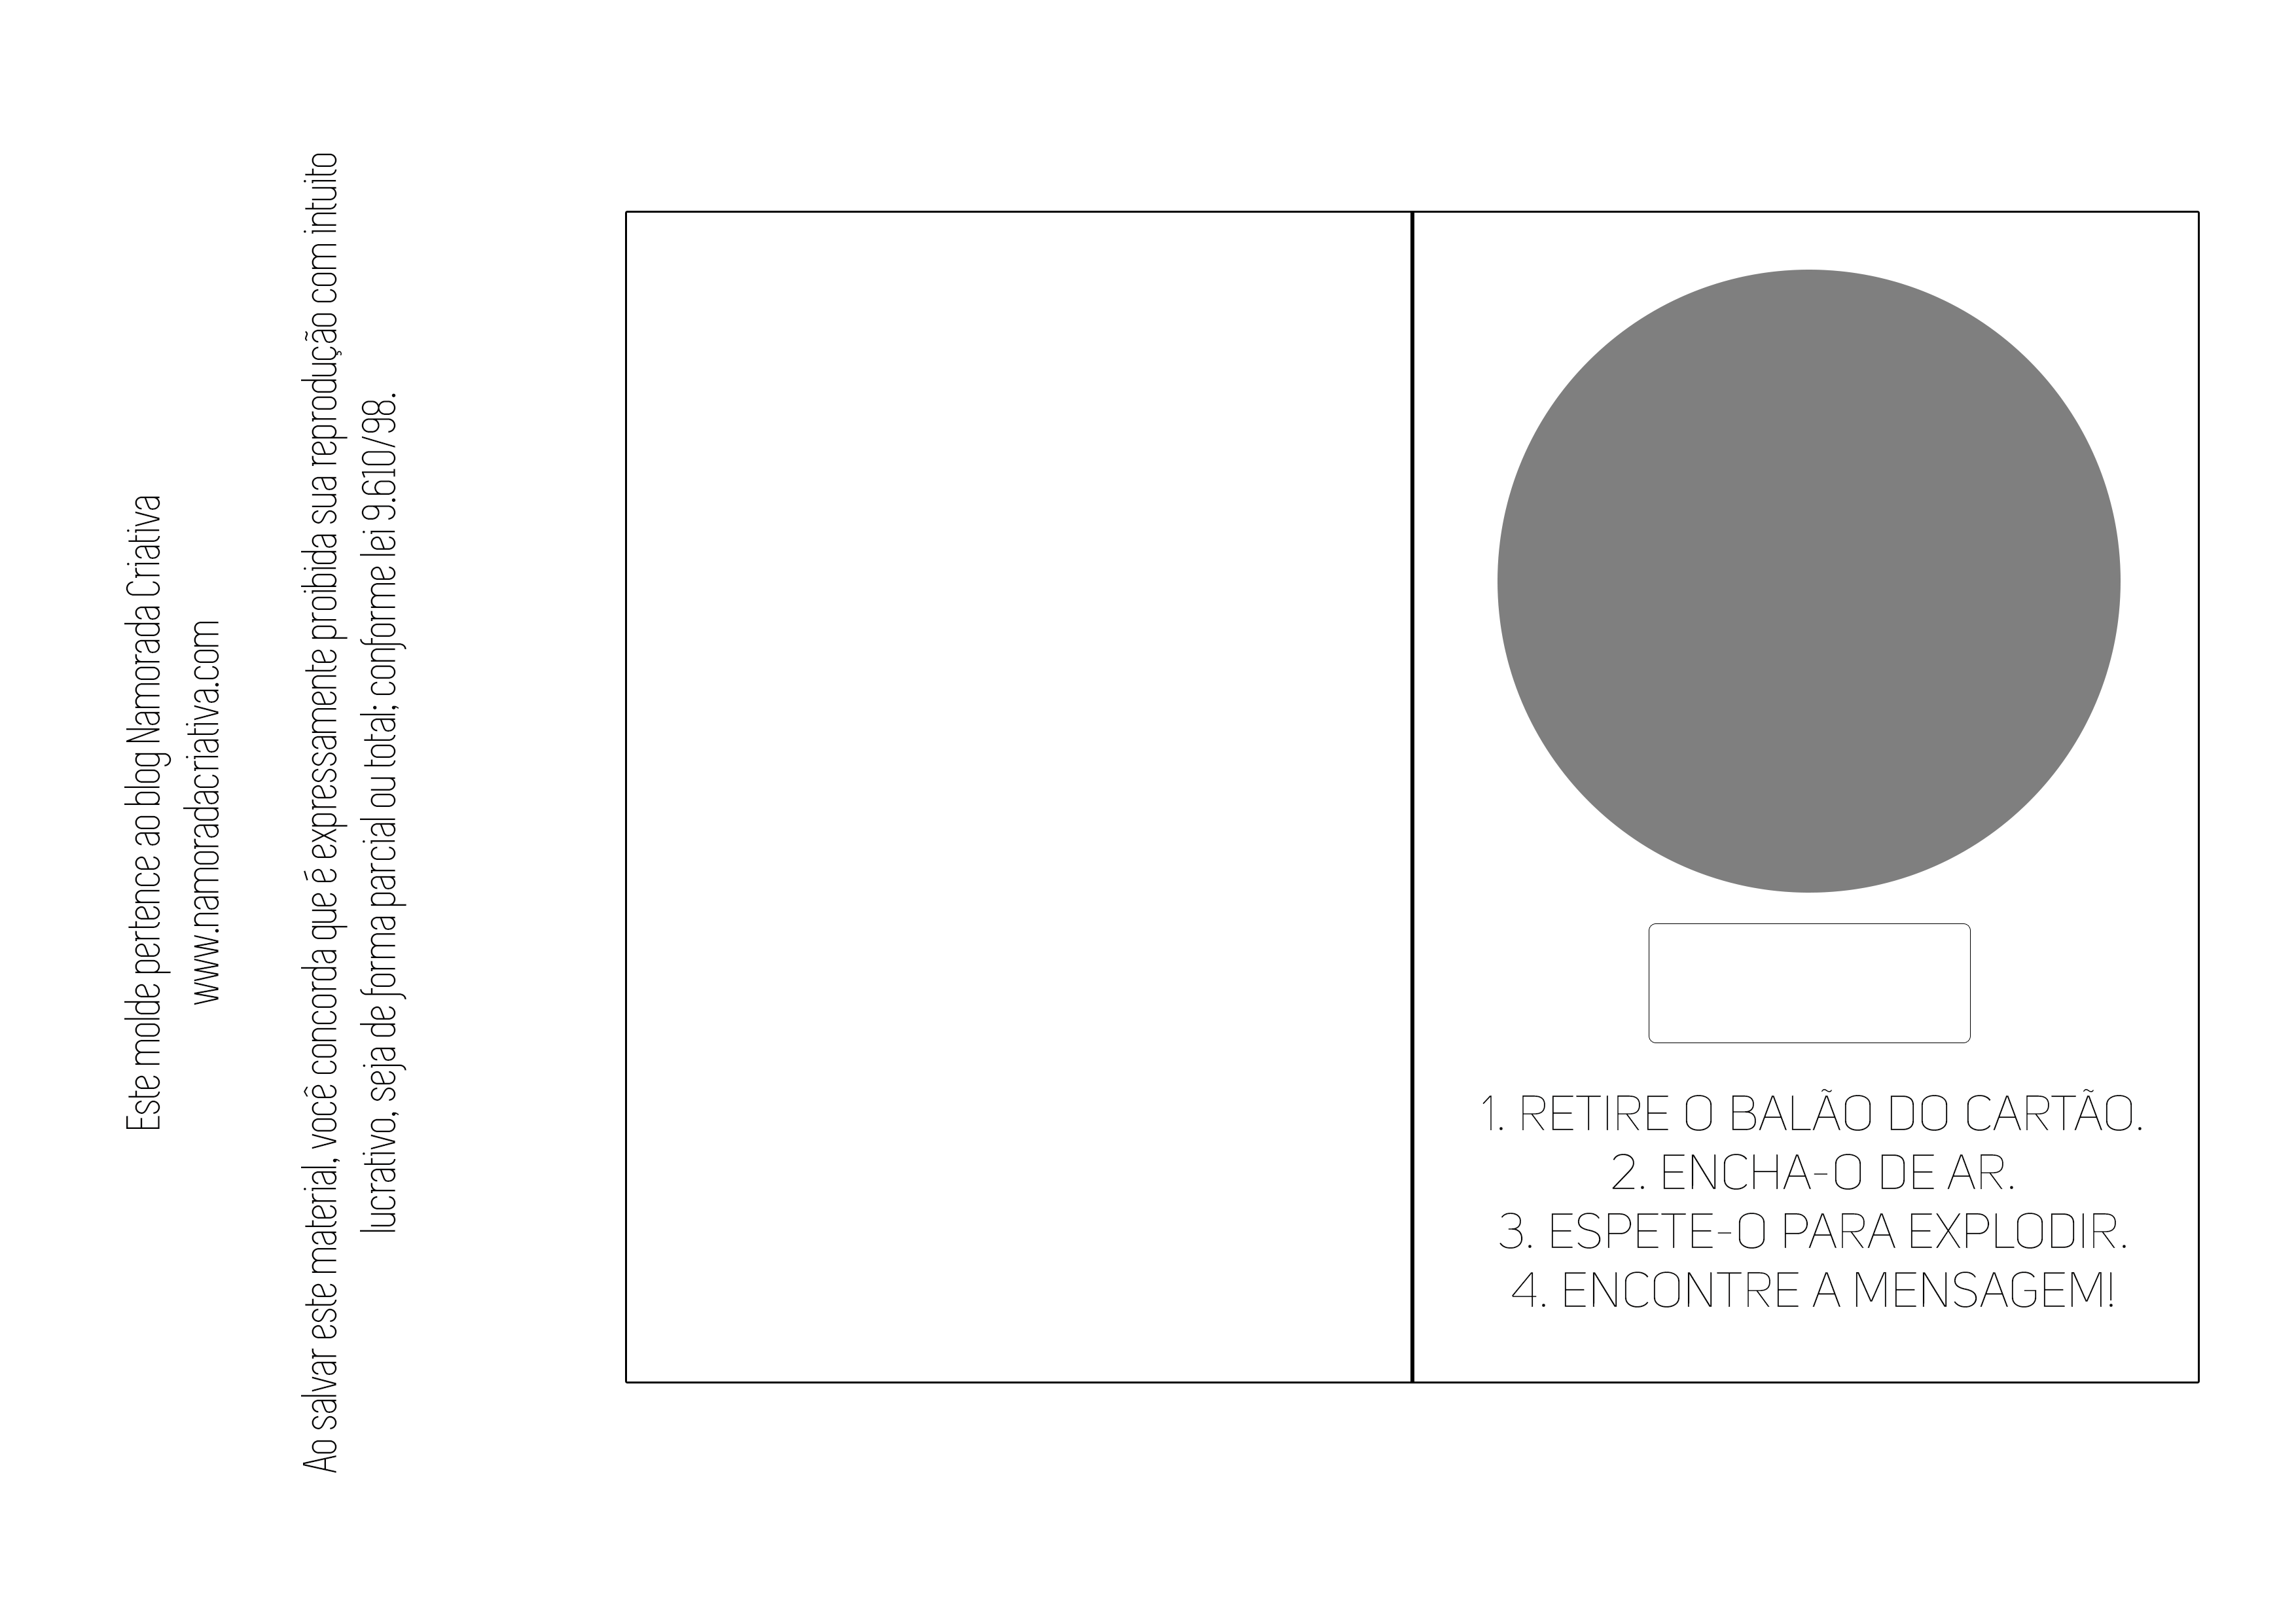 Este molde pertence ao blog Namorada Criativa
www.namoradacriativa.com
Ao salvar este material, você concorda que é expressamente proibida sua reprodução com intuito
lucrativo, seja de forma parcial ou total; conforme lei 9.610/98.
1. RETIRE O BALÃO DO CARTÃO.
2. ENCHA-O DE AR.
3. ESPETE-O PARA EXPLODIR.
4. ENCONTRE A MENSAGEM!